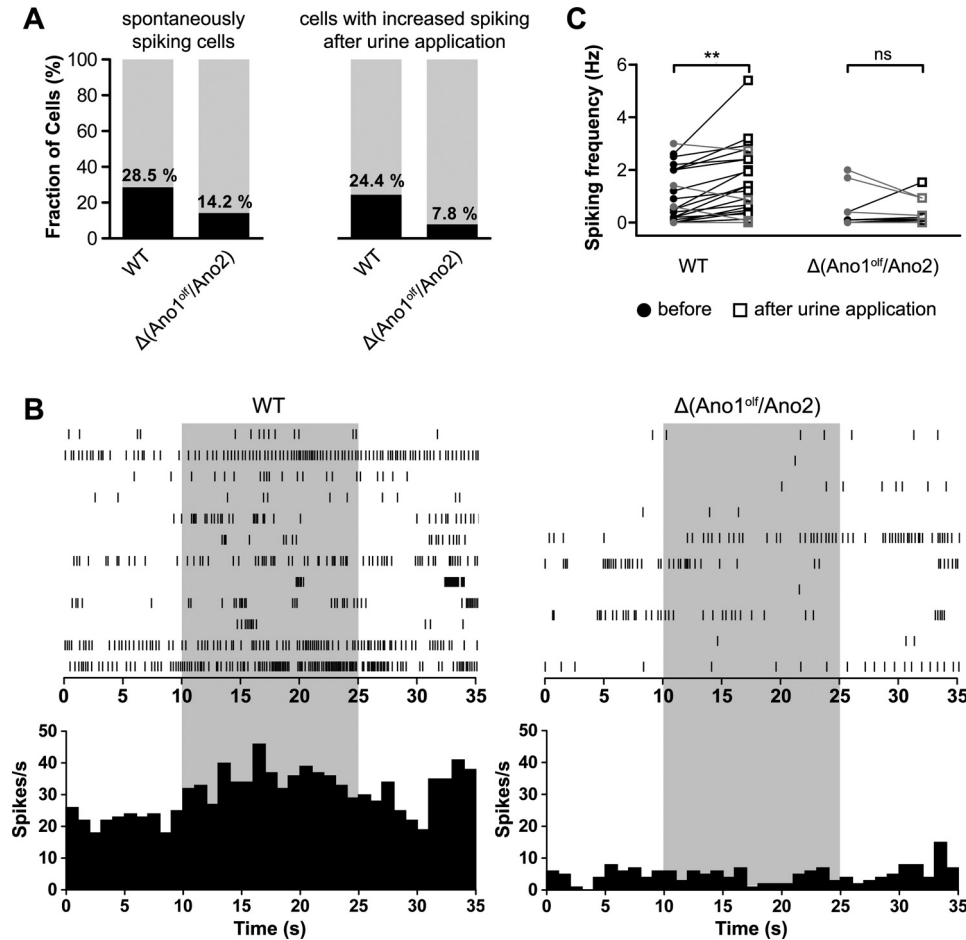 A
spontaneously
spiking cells
cells with increased spiking
after urine application
Fraction of Cells (%)
100
80
60
40
20
0
28.5 %
14.2 %
24.4 %
7.8 %
WT
Δ(Ano1olf/Ano2)
WT
Δ(Ano1olf/Ano2)
C
Spiking frequency (Hz)
6
4
2
0
**
ns
WT
Δ(Ano1olf/Ano2)
before
after urine application
B
WT
Δ(Ano1olf/Ano2)
0 5 10 15 20 25 30 35
0 5 10 15 20 25 30 35
Spikes/s
50
40
30
20
10
0
0 5 10 15 20 25 30 35
Time (s)
Spikes/s
50
40
30
20
10
0
0 5 10 15 20 25 30 35
Time (s)